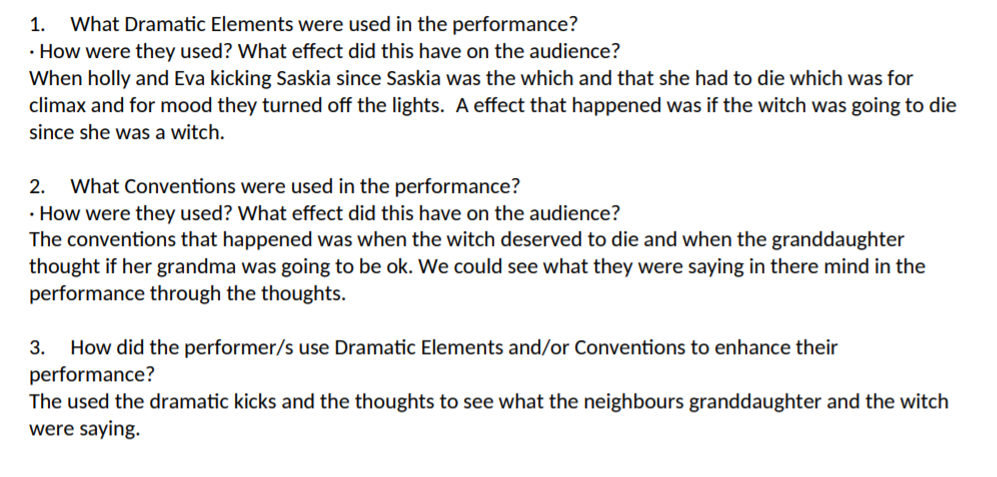 1. What Dramatic Elements were used in the performance?
· How were they used? What effect did this have on the audience?
When holly and Eva kicking Saskia since Saskia was the which and that she had to die which was for
climax and for mood they turned off the lights.  A effect that happened was if the witch was going to die
since she was a witch.
2. What Conventions were used in the performance?
· How were they used? What effect did this have on the audience?
The conventions that happened was when the witch deserved to die and when the granddaughter
thought if her grandma was going to be ok. We could see what they were saying in there mind in the
performance through the thoughts.
3. How did the performer/s use Dramatic Elements and/or Conventions to enhance their
performance?
The used the dramatic kicks and the thoughts to see what the neighbours granddaughter and the witch
were saying.